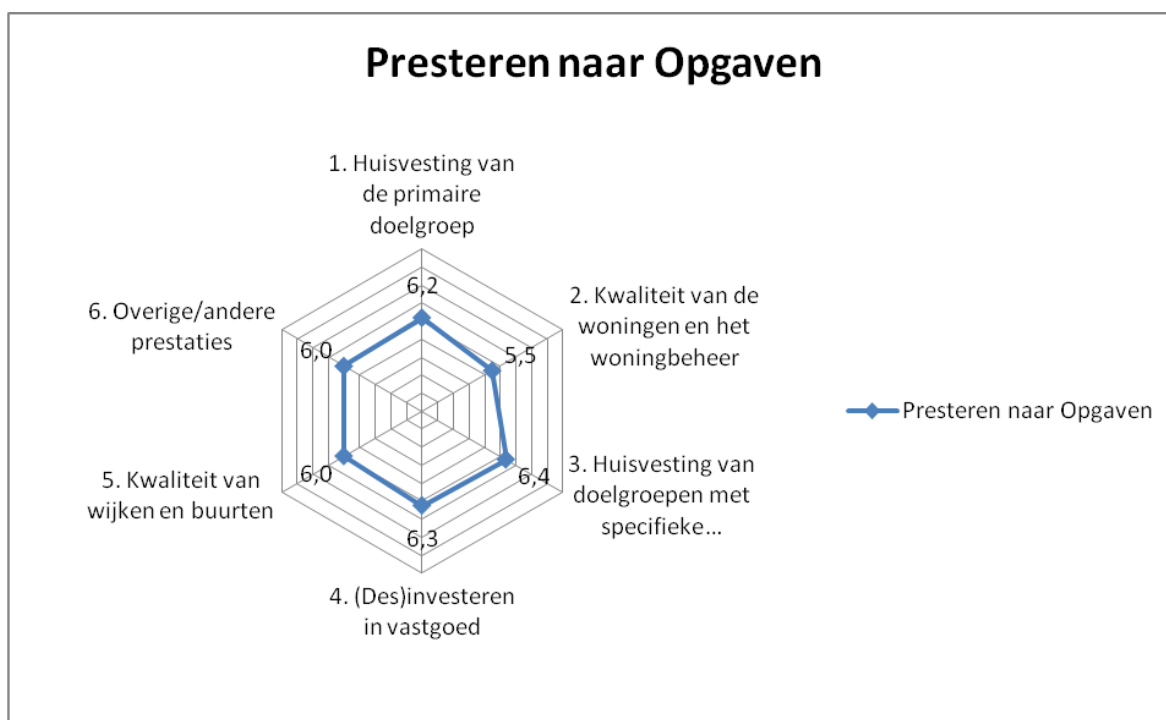 Presteren naar Opgaven
1. Huisvesting van
de primaire
doelgroep
6,2
2. Kwaliteit van de
woningen en het
woningbeheer
5,5
3. Huisvesting van
doelgroepen met
specifieke...
6,4
4. (Des)investeren
in vastgoed
6,3
5. Kwaliteit van
wijken en buurten
6,0
6. Overige/andere
prestaties
6,0
Presteren naar Opgaven